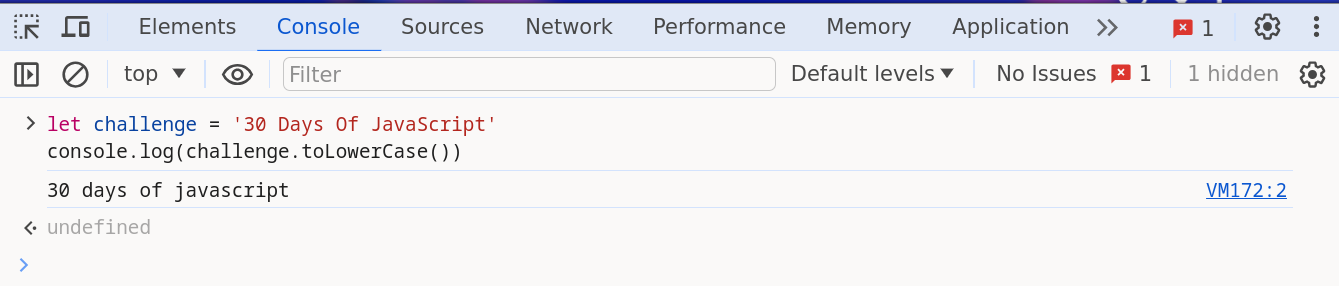 Elements Console Sources Network Performance Memory Application 1
top Filter Default levels No Issues 1 1 hidden
let challenge = '30 Days Of JavaScript'
console.log(challenge.toLowerCase())
30 days of javascript VM172:2
undefined